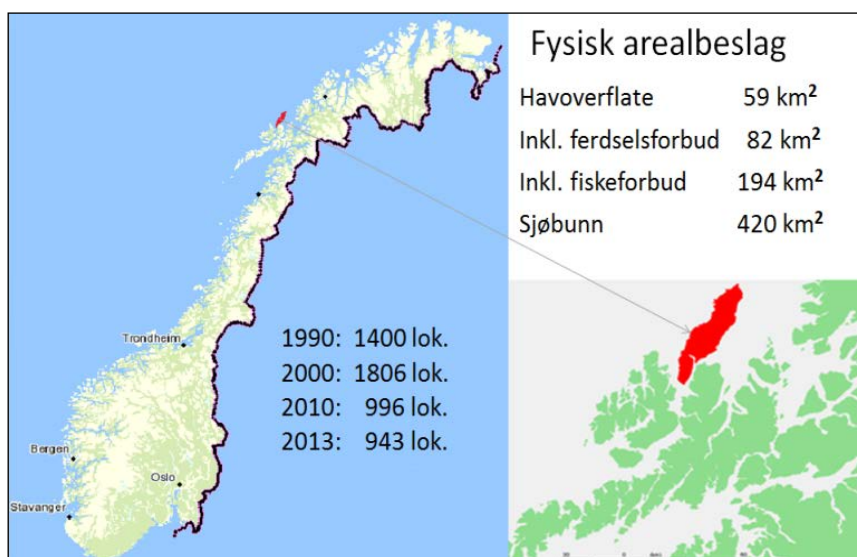 Fysisk arealbeslag
Havoverflate 59 km²
Inkl. ferdselsforbud 82 km²
Inkl. fiskeforbud 194 km²
Sjøbunn 420 km²
1990: 1400 lok.
2000: 1806 lok.
2010: 996 lok.
2013: 943 lok.
Trondheim
Bergen
Oslo
Stavanger